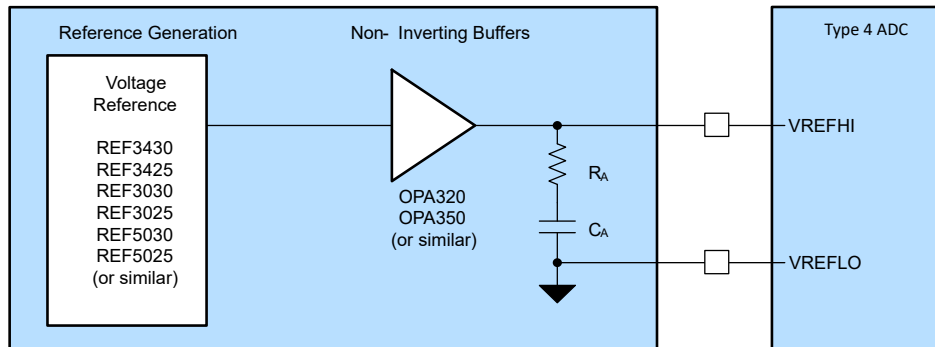 Reference Generation
Non- Inverting Buffers
Type 4 ADC
Voltage
Reference
REF3430
REF3425
REF3030
REF3025
REF5030
REF5025
(or similar)
OPA320
OPA350
(or similar)
RA
CA
VREFHI
VREFLO